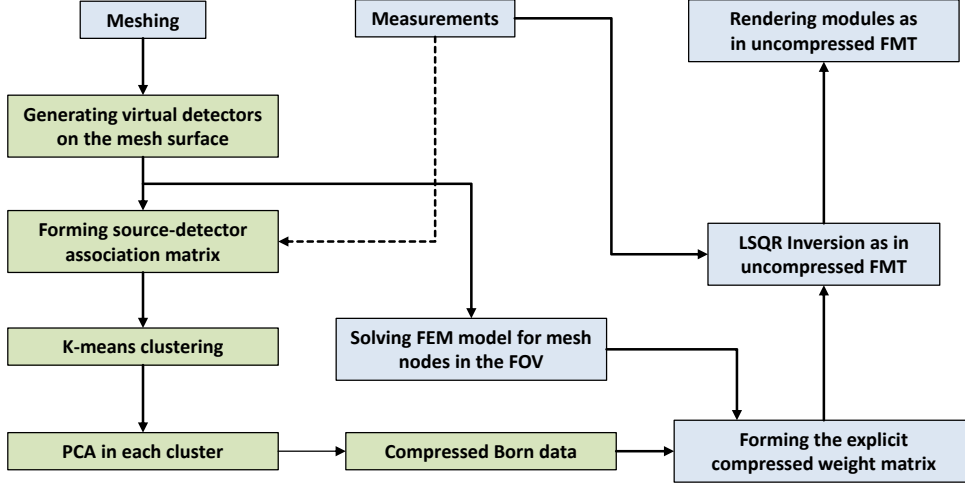 Meshing
Measurements
Rendering modules as
in uncompressed FMT
Generating virtual detectors
on the mesh surface
Forming source-detector
association matrix
LSQR Inversion as in
uncompressed FMT
K-means clustering
Solving FEM model for mesh
nodes in the FOV
PCA in each cluster
Compressed Born data
Forming the explicit
compressed weight matrix